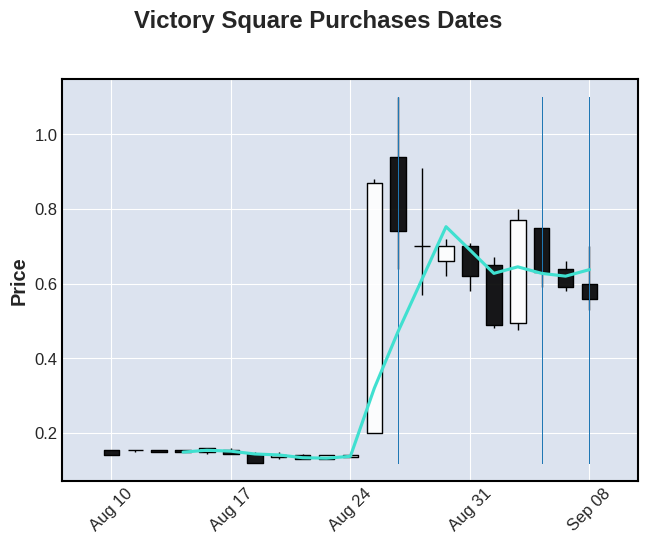 Victory Square Purchases Dates
Price
1.0
0.8
0.6
0.4
0.2
Aug 10
Aug 17
Aug 24
Aug 31
Sep 08